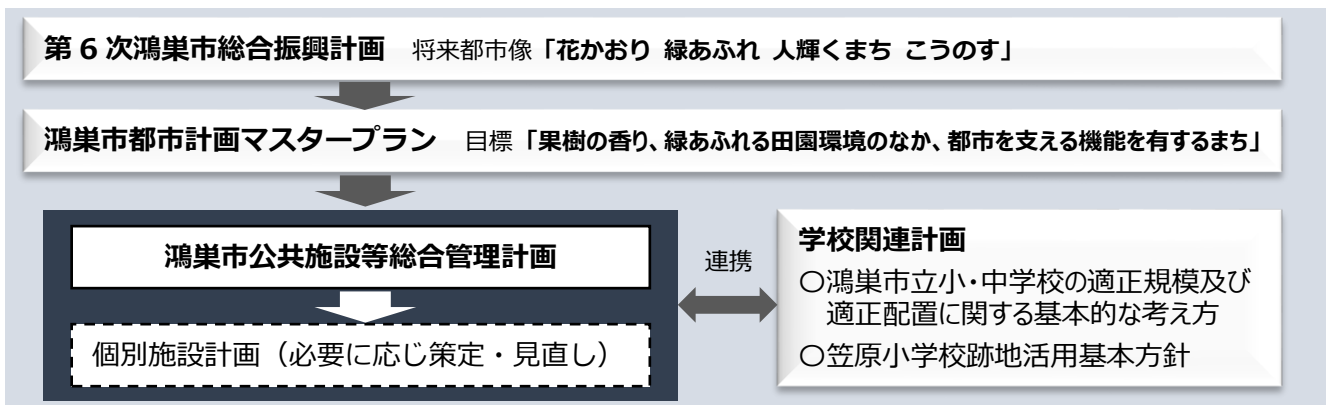 第6次鴻巣市総合振興計画 将来都市像「花かおり 緑あふれ 人輝くまち こうのす」
鴻巣市都市計画マスタープラン 目標「果樹の香り、緑あふれる田園環境のなか、都市を支える機能を有するまち」
鴻巣市公共施設等総合管理計画
個別施設計画（必要に応じ策定・見直し）
連携
学校関連計画
○鴻巣市立小・中学校の適正規模及び
適正配置に関する基本的な考え方
○笠原小学校跡地活用基本方針